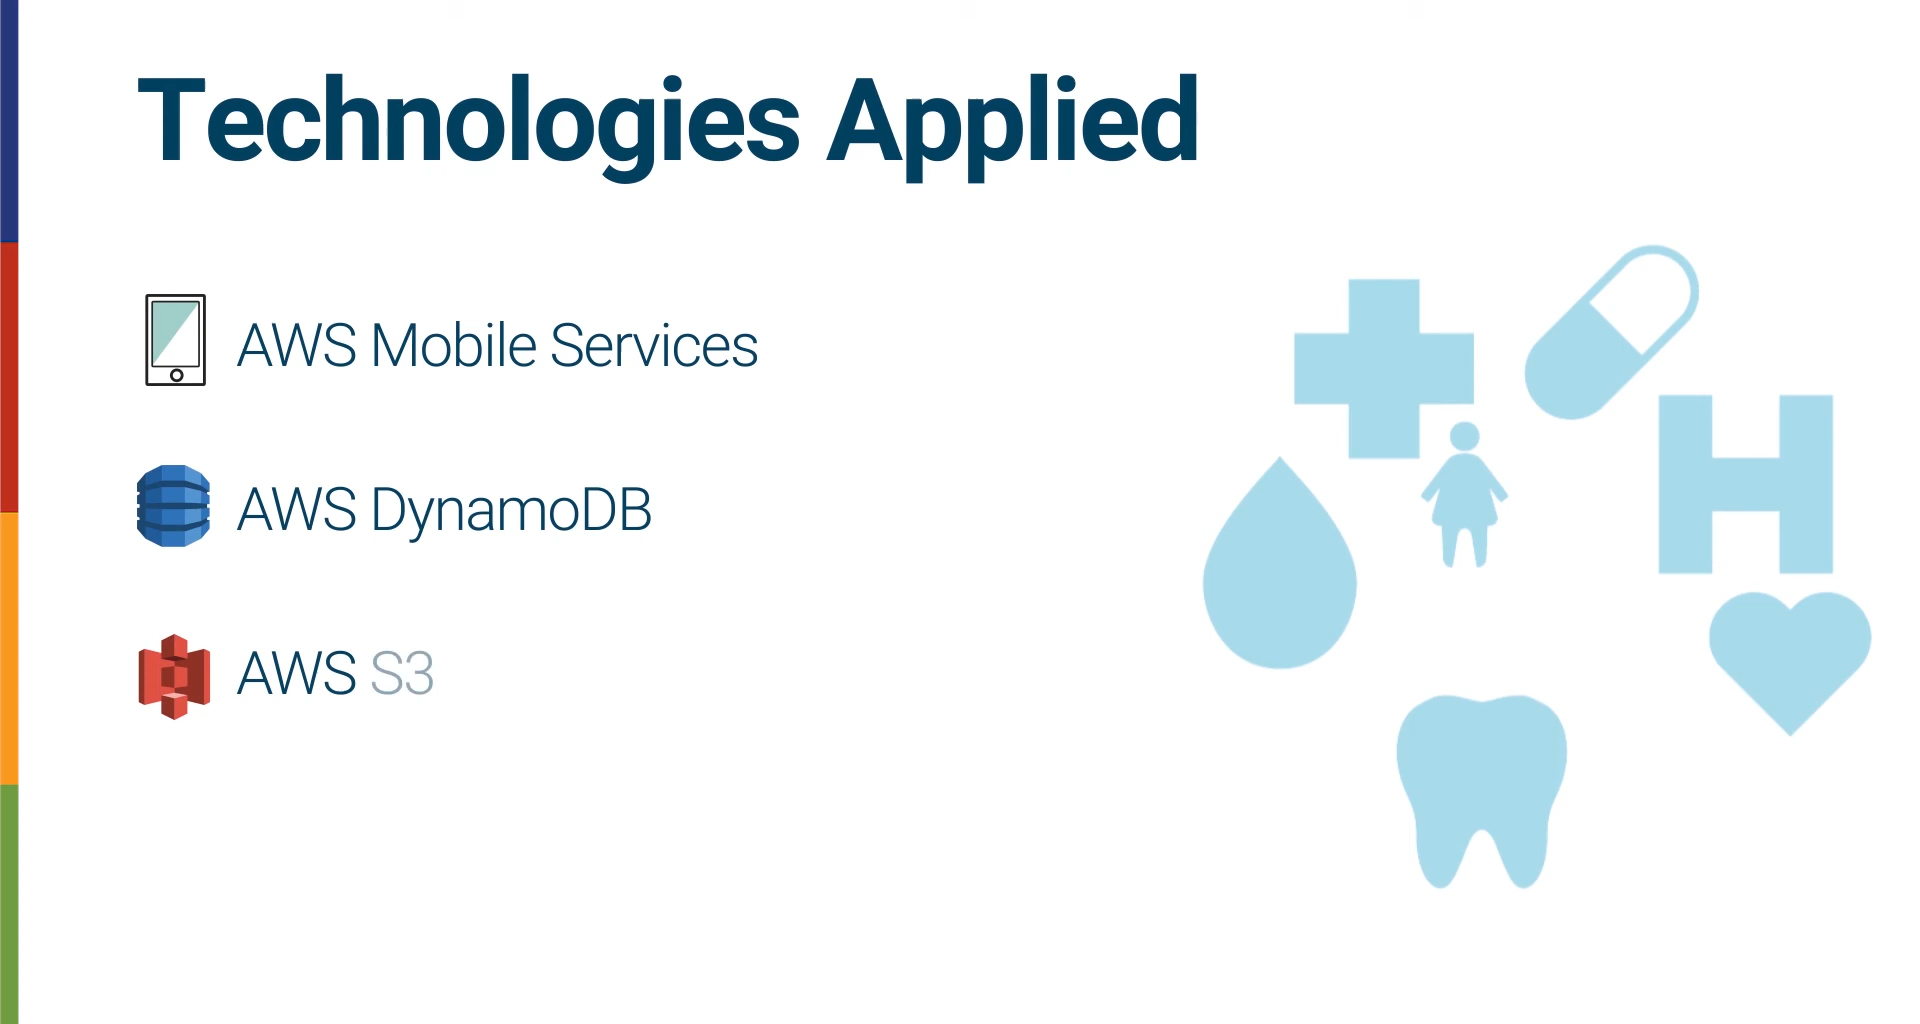 Technologies Applied
AWS Mobile Services
AWS DynamoDB
AWS S3
H